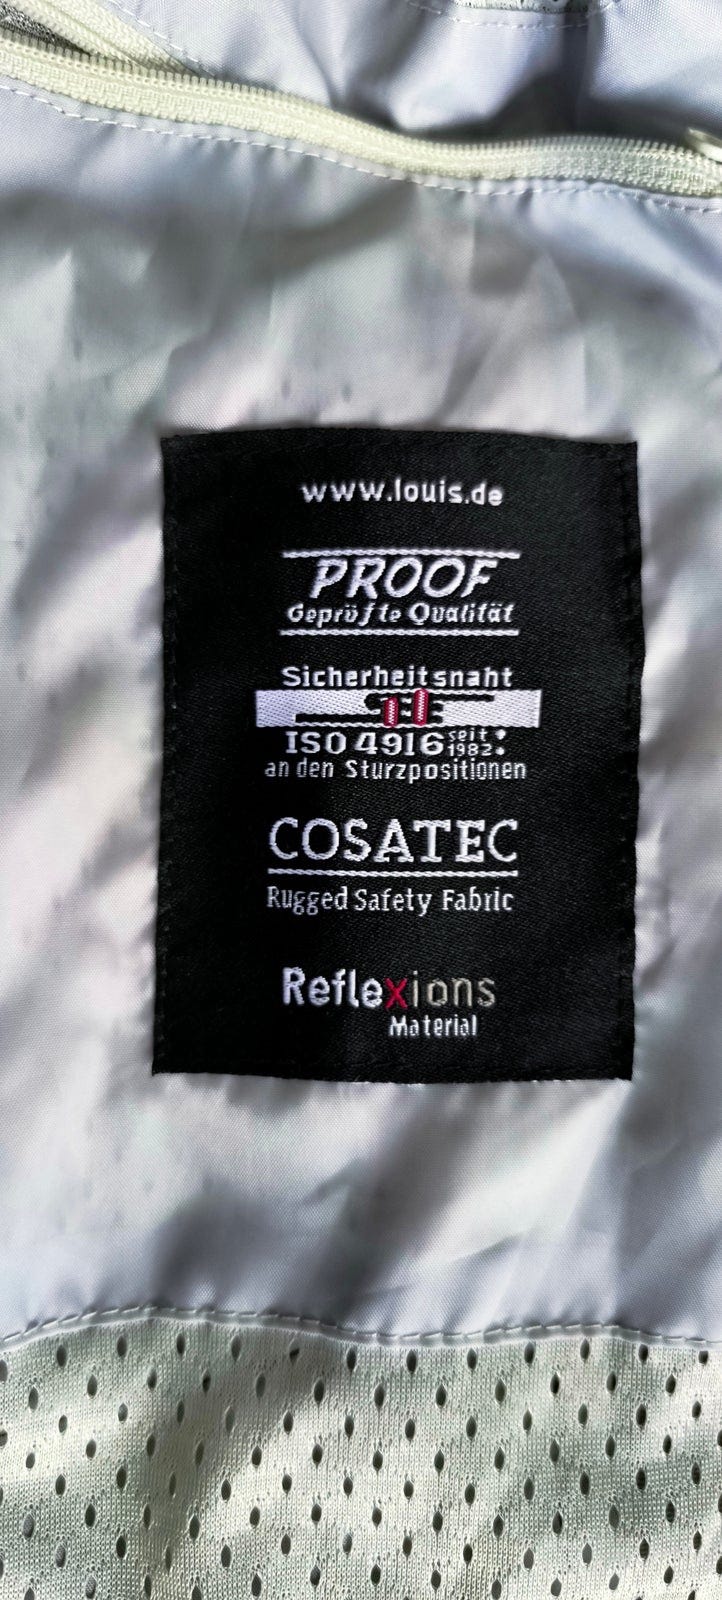 www.louis.de
PROOF
Geprüfte Qualität
Sicherheitsnaht
ISO 4916 seit 1982:
an den Sturzpositionen
COSATEC
Rugged Safety Fabric
Reflexions
Material